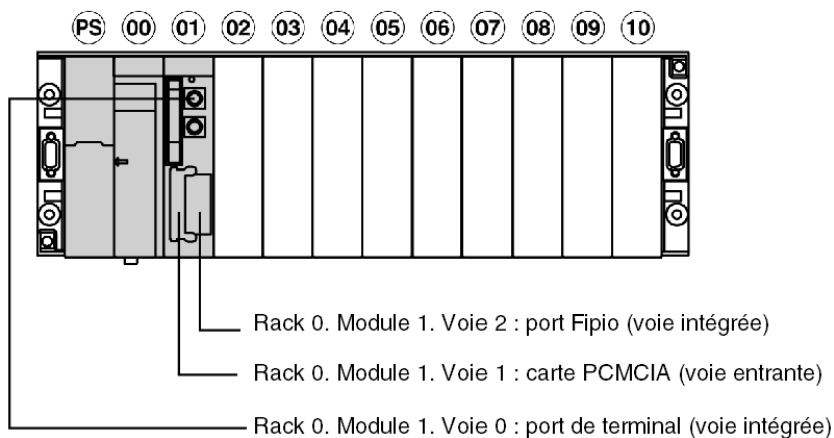 PS 00 01 02 03 04 05 06 07 08 09 10
Rack 0. Module 1. Voie 2 : port Fipio (voie intégrée)
Rack 0. Module 1. Voie 1 : carte PCMCIA (voie entrante)
Rack 0. Module 1. Voie 0 : port de terminal (voie intégrée)